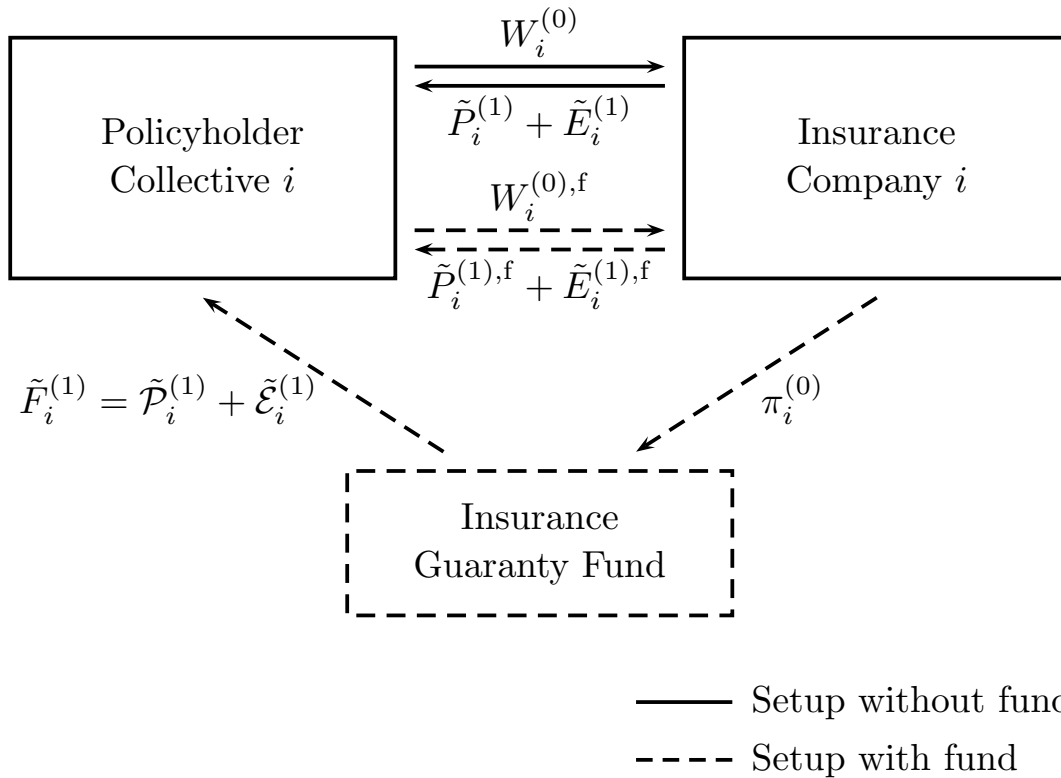 W_i^{(0)}
Policyholder
Collective i
Insurance
Company i
\tilde{P}_i^{(1)} + \tilde{E}_i^{(1)}
W_i^{(0),f}
\tilde{P}_i^{(1),f} + \tilde{E}_i^{(1),f}
\tilde{F}_i^{(1)} = \tilde{\mathcal{P}}_i^{(1)} + \tilde{\mathcal{E}}_i^{(1)}
π_i^{(0)}
Insurance
Guaranty Fund
Setup without fund
Setup with fund